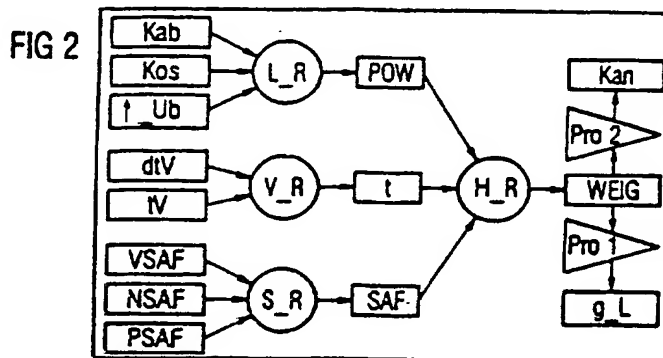 FIG 2
Kab
Kos
↑_Ub
L_R
POW
dtV
tV
V_R
t
H_R
VSAF
NSAF
PSAF
S_R
SAF
Kan
Pro 2
WEIG
Pro 1
g_L